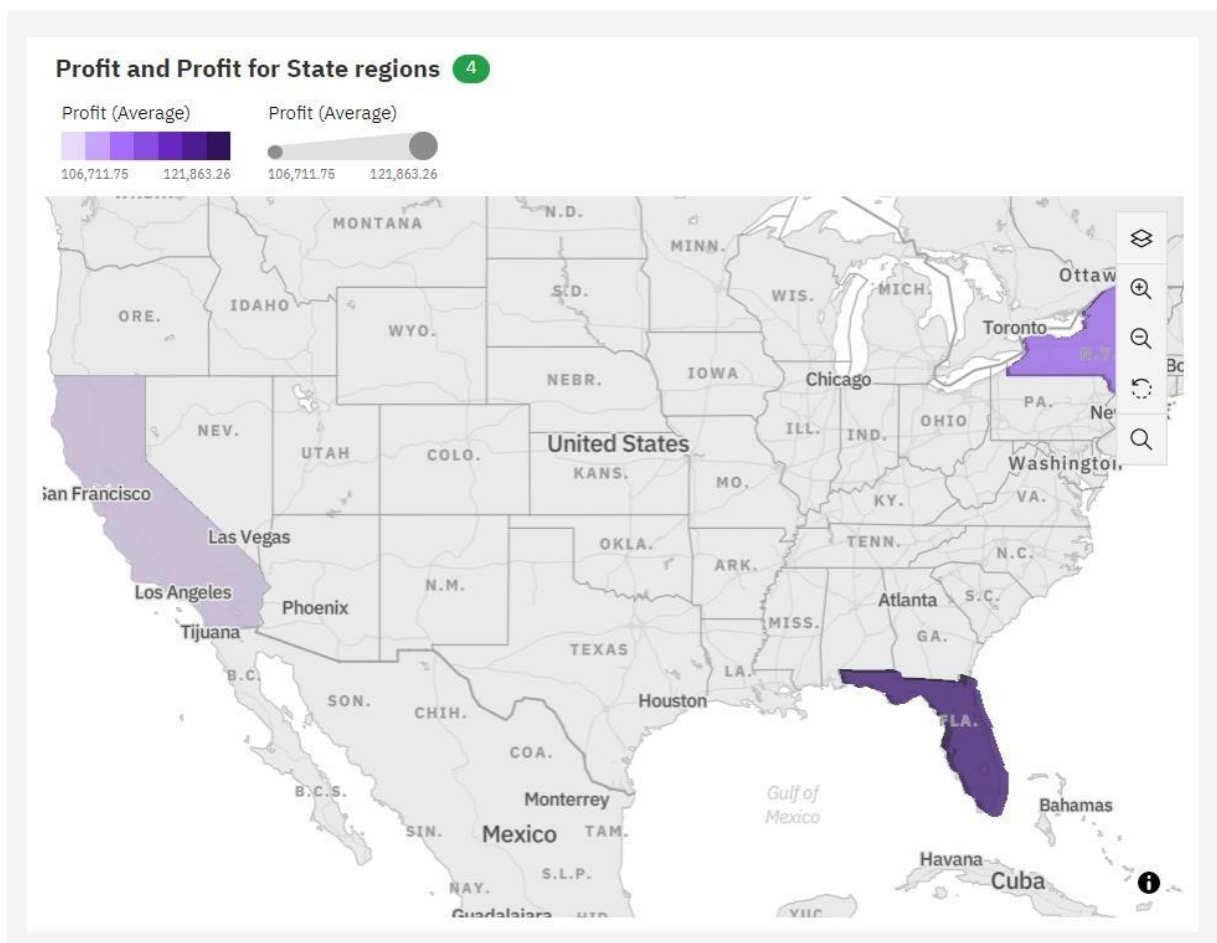 Profit and Profit for State regions 4
Profit (Average) Profit (Average)
106,711.75 121,863.26 106,711.75 121,863.26
N.D.
MONTANA
MINN.
Ottaw
S.D.
WIS.
MICH.
IDAHO
ORE.
WYO.
Toronto
N.Y.
Bo
IOWA
NEBR.
Chicago
PA.
Ne
OHIO
ILL.
IND.
NEV.
UTAH
COLO.
United States
KANS.
Washington,
MO.
San Francisco
KY.
VA.
Las Vegas
OKLA.
TENN.
N.C.
ARK.
N.M.
Los Angeles
Phoenix
Atlanta
S.C.
MISS.
Tijuana
GA.
TEXAS
LA.
B.C.
SON.
Houston
CHIH.
FLA.
COA.
B.C.S.
Gulf of
Mexico
Monterrey
Bahamas
SIN.
Mexico
TAM.
Havana
S.L.P.
Cuba
NAY.
Guadalajara
YUC